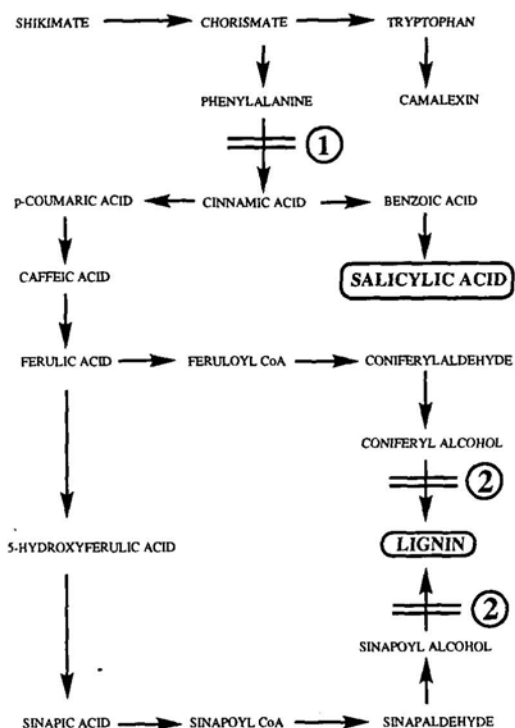 SHIKIMATE CHORISMATE TRYPTOPHAN
PHENYLALANINE CAMALEXIN
1
p-COUMARIC ACID CINNAMIC ACID BENZOIC ACID
CAFFEIC ACID SALICYLIC ACID
FERULIC ACID FERULOYL CoA CONIFERYLALDEHYDE
CONIFERYL ALCOHOL
2
5-HYDROXYFERULIC ACID LIGNIN
2
SINAPOYL ALCOHOL
SINAPIC ACID SINAPOYL CoA SINAPALDEHYDE